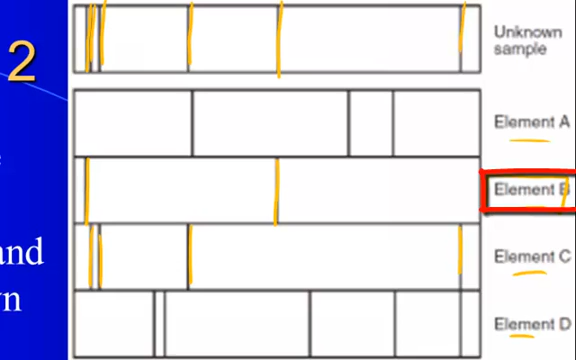 2
Unknown
sample
Element A
Element B
Element C
and
Element D